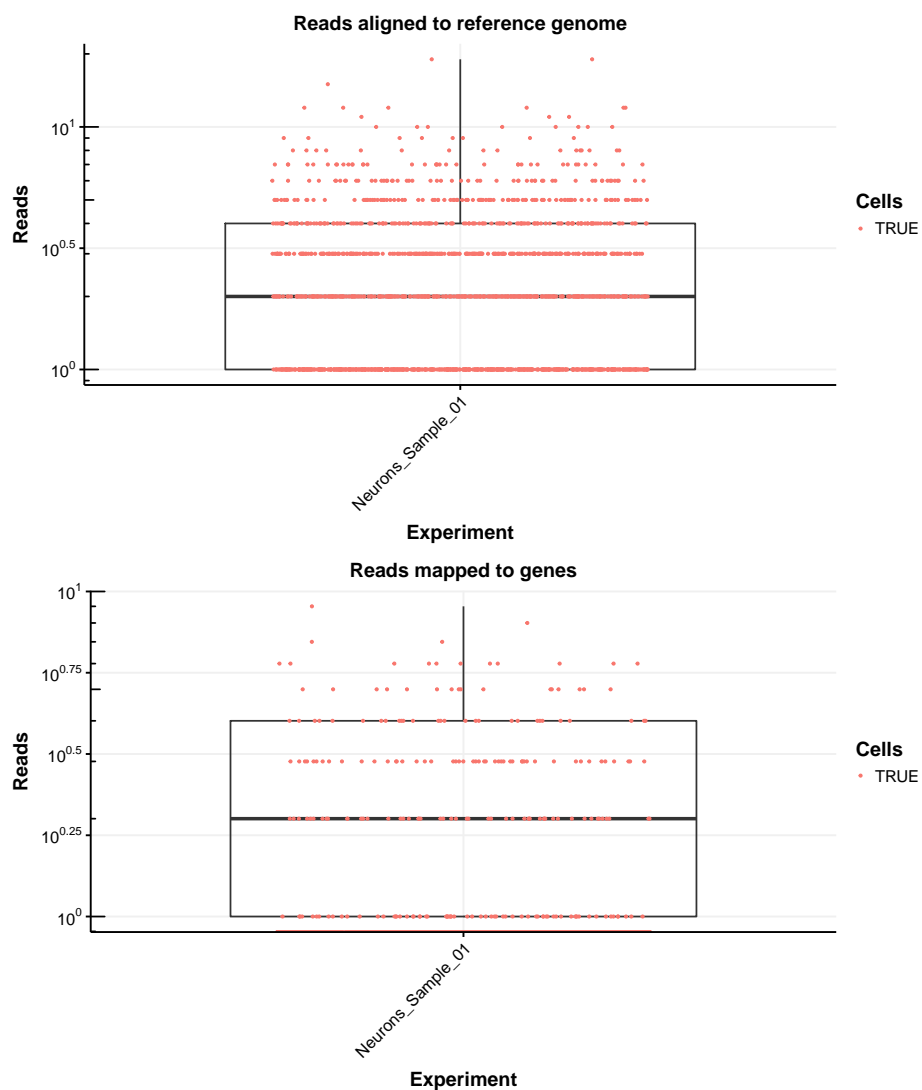 Reads aligned to reference genome
10^1
10^0.5
10^0
Reads
Cells
TRUE
Neurons_Sample_01
Experiment
Reads mapped to genes
10^1
10^0.75
10^0.5
10^0.25
10^0
Reads
Cells
TRUE
Neurons_Sample_01
Experiment